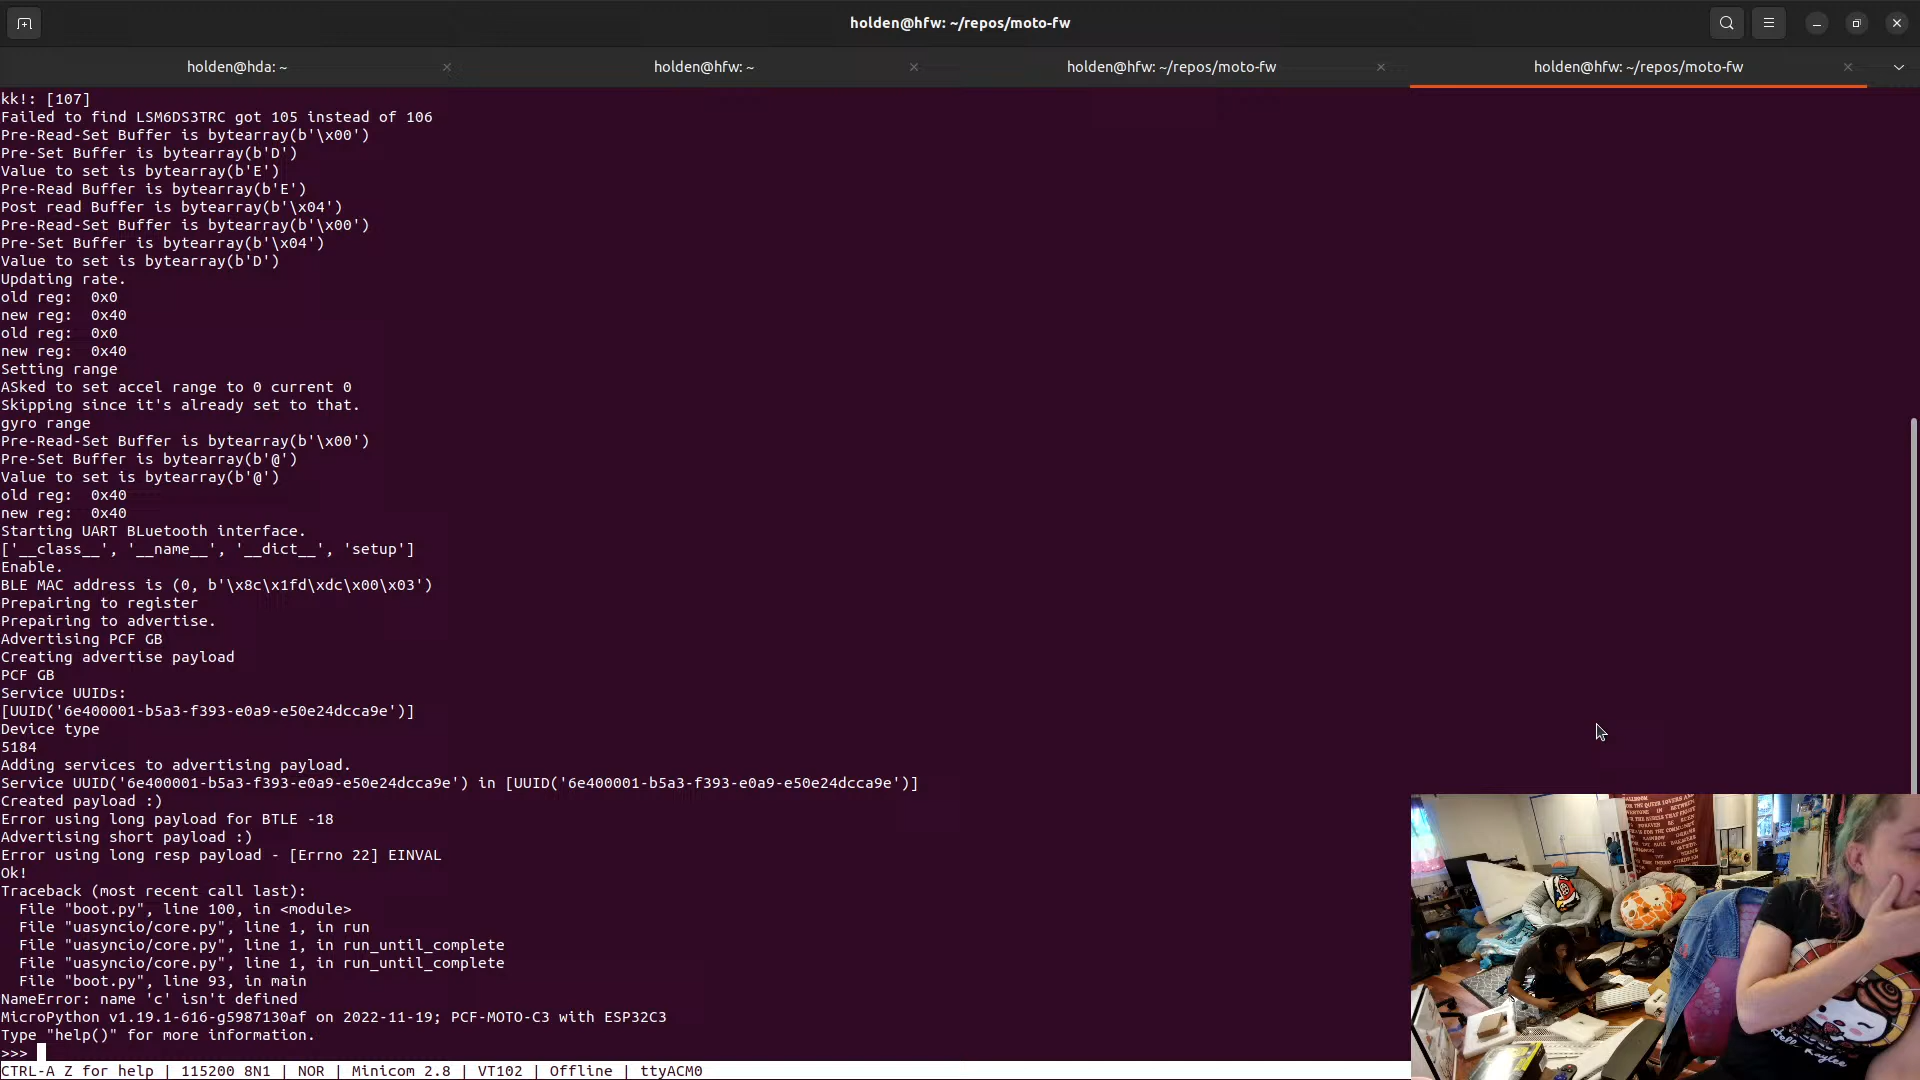 holden@hfw: ~/repos/moto-fw
holden@hda: ~
holden@hfw: ~
holden@hfw: ~/repos/moto-fw
holden@hfw: ~/repos/moto-fw
kk!: [107]
Failed to find LSM6DS3TRC got 105 instead of 106
Pre-Read-Set Buffer is bytearray(b'\x00')
Pre-Set Buffer is bytearray(b'D')
Value to set is bytearray(b'E')
Pre-Read Buffer is bytearray(b'E')
Post read Buffer is bytearray(b'\x04')
Pre-Read-Set Buffer is bytearray(b'\x00')
Pre-Set Buffer is bytearray(b'\x04')
Value to set is bytearray(b'D')
Updating rate.
old reg:  0x0
new reg:  0x40
old reg:  0x0
new reg:  0x40
Setting range
ASked to set accel range to 0 current 0
Skipping since it's already set to that.
gyro range
Pre-Read-Set Buffer is bytearray(b'\x00')
Pre-Set Buffer is bytearray(b'@')
Value to set is bytearray(b'@')
old reg:  0x40
new reg:  0x40
Starting UART BLuetooth interface.
['__class__', '__name__', '__dict__', 'setup']
Enable.
BLE MAC address is (0, b'\x8c\x1fd\xdc\x00\x03')
Prepairing to register
Prepairing to advertise.
Advertising PCF GB
Creating advertise payload
PCF GB
Service UUIDs:
[UUID('6e400001-b5a3-f393-e0a9-e50e24dcca9e')]
Device type
5184
Adding services to advertising payload.
Service UUID('6e400001-b5a3-f393-e0a9-e50e24dcca9e') in [UUID('6e400001-b5a3-f393-e0a9-e50e24dcca9e')]
Created payload :)
Error using long payload for BTLE -18
Advertising short payload :)
Error using long resp payload - [Errno 22] EINVAL
Ok!
Traceback (most recent call last):
  File "boot.py", line 100, in <module>
  File "uasyncio/core.py", line 1, in run
  File "uasyncio/core.py", line 1, in run_until_complete
  File "uasyncio/core.py", line 1, in run_until_complete
  File "boot.py", line 93, in main
NameError: name 'c' isn't defined
MicroPython v1.19.1-616-g5987130af on 2022-11-19; PCF-MOTO-C3 with ESP32C3
Type "help()" for more information.
>>>
CTRL-A Z for help | 115200 8N1 | NOR | Minicom 2.8 | VT102 | Offline | ttyACM0